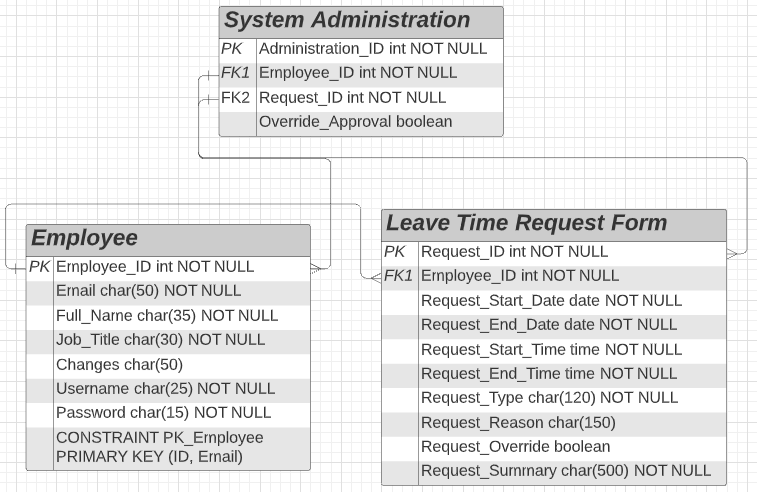 System Administration
PK Administration_ID int NOT NULL
FK1 Employee_ID int NOT NULL
FK2 Request_ID int NOT NULL
Override_Approval boolean
Employee
PK Employee_ID int NOT NULL
Email char(50) NOT NULL
Full_Name char(35) NOT NULL
Job_Title char(30) NOT NULL
Changes char(50)
Username char(25) NOT NULL
Password char(15) NOT NULL
CONSTRAINT PK_Employee
PRIMARY KEY (ID, Email)
Leave Time Request Form
PK Request_ID int NOT NULL
FK1 Employee_ID int NOT NULL
Request_Start_Date date NOT NULL
Request_End_Date date NOT NULL
Request_Start_Time time NOT NULL
Request_End_Time time NOT NULL
Request_Type char(120) NOT NULL
Request_Reason char(150)
Request_Override boolean
Request_Summary char(500) NOT NULL